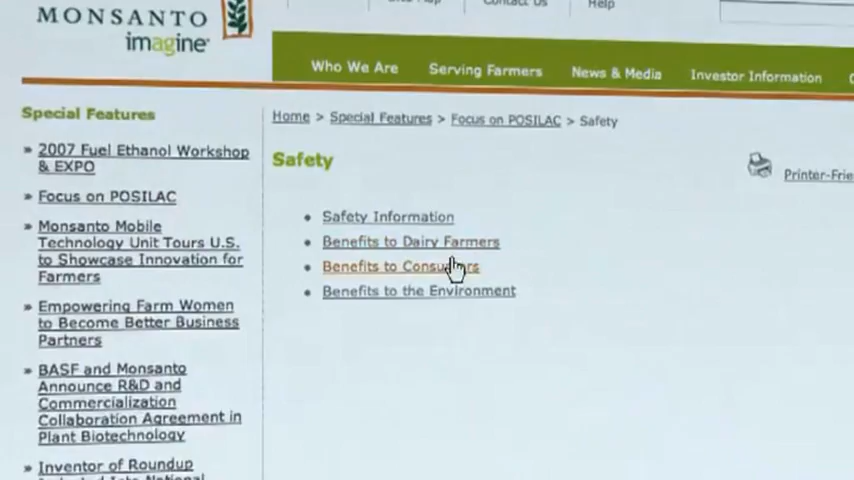 MONSANTO
imagine
Contact Us
Help
Who We Are
Serving Farmers
News & Media
Investor Information
Special Features
» 2007 Fuel Ethanol Workshop
& EXPO
» Focus on POSILAC
» Monsanto Mobile
Technology Unit Tours U.S.
to Showcase Innovation for
Farmers
» Empowering Farm Women
to Become Better Business
Partners
» BASF and Monsanto
Announce R&D and
Commercialization
Collaboration Agreement in
Plant Biotechnology
» Inventor of Roundup
Home > Special Features > Focus on POSILAC > Safety
Safety
Printer-Frie
• Safety Information
• Benefits to Dairy Farmers
• Benefits to Consumers
• Benefits to the Environment